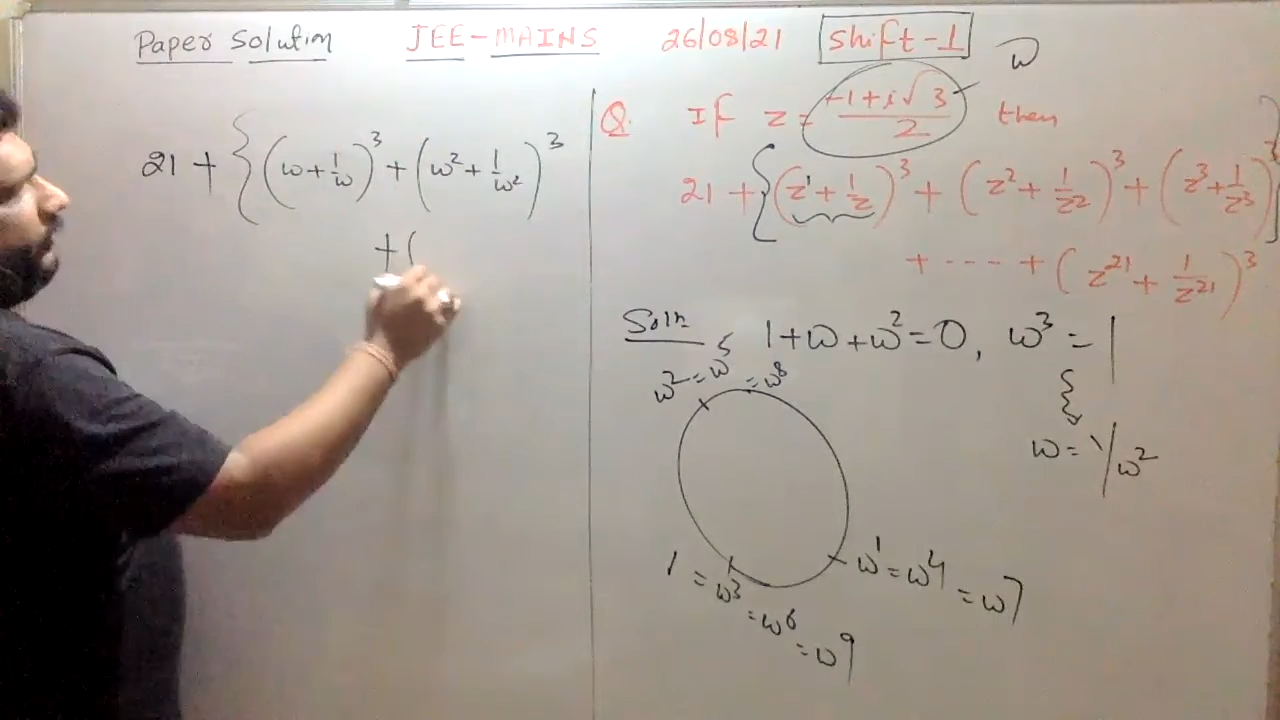 Paper Solution JEE-MAINS 26/08/21 Shift-1
ω
Q. If z = (-1+i√3)/2 then
21 + { (z¹ + 1/z)³ + (z² + 1/z²)³ + (z³ + 1/z³)³ }
+ ---- + (z²¹ + 1/z²¹)³
Soln 1+ω+ω²=0, ω³=1
ω²=ω⁵=ω⁸
ω = 1/ω²
ω¹=ω⁴=ω⁷
1=ω³=ω⁶=ω⁹
21 + { (ω+1/ω)³ + (ω²+1/ω²)³
+ (